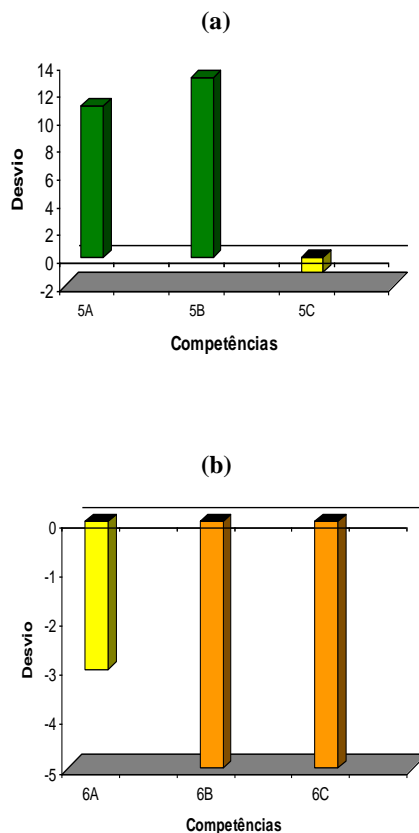 (a)
14
12
10
8
6
4
2
0
-2
Desvio
5A 5B 5C
Competências
(b)
0
-1
-2
-3
-4
-5
Desvio
6A 6B 6C
Competências